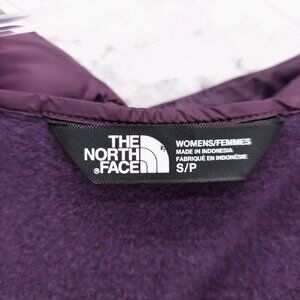 THE
NORTH
®FACE
WOMENS/FEMMES
MADE IN INDONESIA
FABRIQUÉ EN INDONÉSIE
S/P